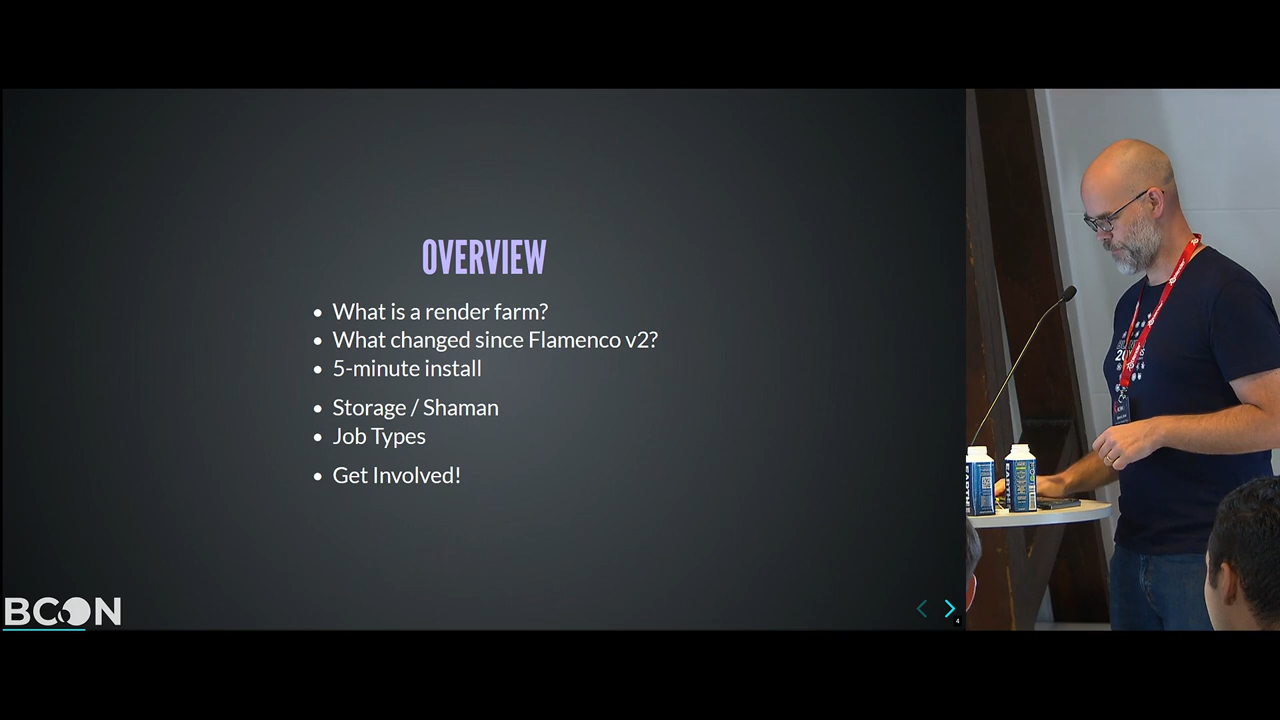 OVERVIEW
What is a render farm?
What changed since Flamenco v2?
5-minute install
Storage / Shaman
Job Types
Get Involved!
BCON
4